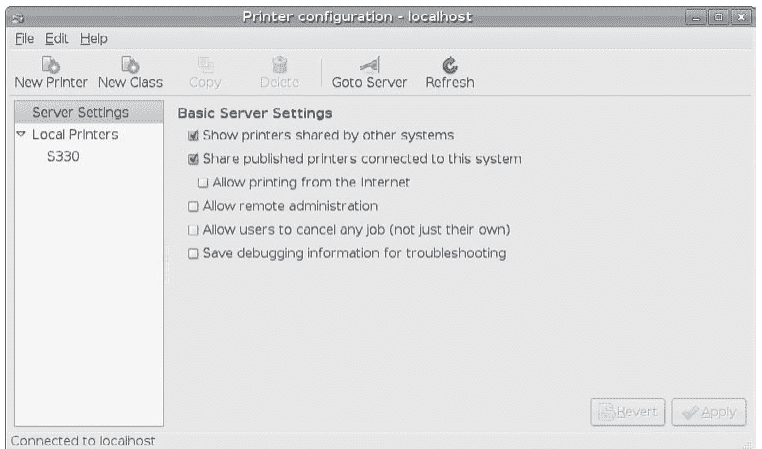 Printer configuration - localhost
File Edit Help
New Printer New Class Copy Delete Goto Server Refresh
Server Settings
Local Printers
S330
Basic Server Settings
Show printers shared by other systems
Share published printers connected to this system
Allow printing from the Internet
Allow remote administration
Allow users to cancel any job (not just their own)
Save debugging information for troubleshooting
Revert Apply
Connected to localhost